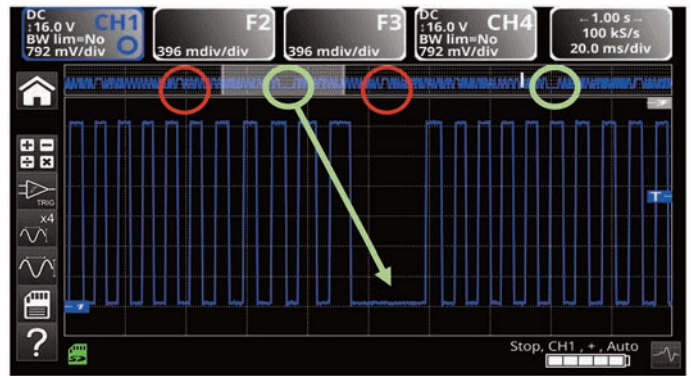 DC
CH1
:16.0 V
BW lim=No
792 mV/div
F2
396 mdiv/div
F3
396 mdiv/div
DC
CH4
:16.0 V
BW lim=No
792 mV/div
←1.00 s→
100 kS/s
20.0 ms/div
TRIG
x4
T
?
Stop, CH1 , + , Auto